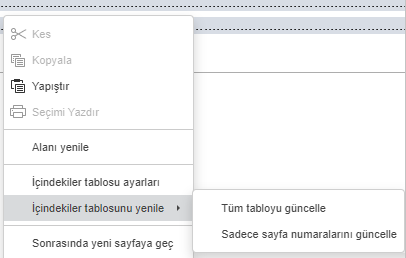 Kes
Kopyala
Yapıştır
Seçimi Yazdır
Alanı yenile
İçindekiler tablosu ayarları
İçindekiler tablosunu yenile
Tüm tabloyu güncelle
Sadece sayfa numaralarını güncelle
Sonrasında yeni sayfaya geç